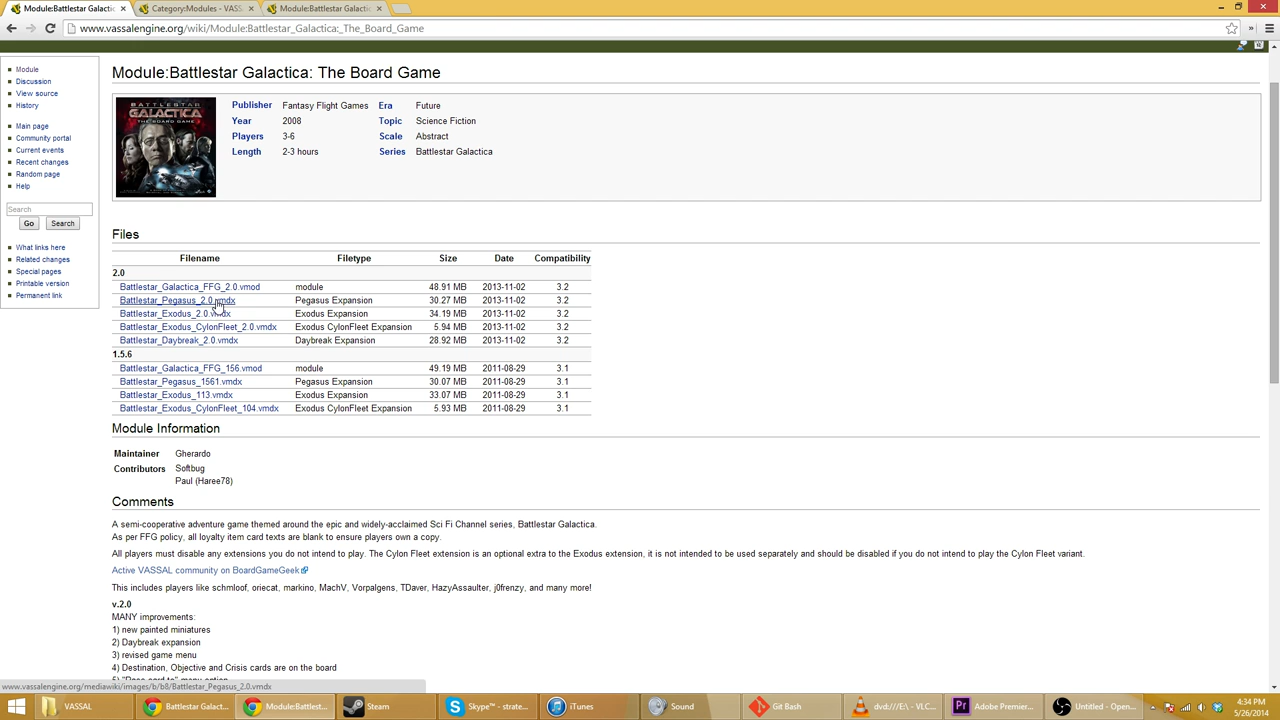 Module:Battlestar Galactica: T
Category:Modules - VASS
Module:Battlestar Galactic
www.vassalengine.org/wiki/Module:Battlestar_Galactica:_The_Board_Game
Module
Discussion
View source
History
Main page
Community portal
Current events
Recent changes
Random page
Help
Search
Go Search
What links here
Related changes
Special pages
Printable version
Permanent link
Module:Battlestar Galactica: The Board Game
BATTLESTAR
GALACTICA
THE BOARD GAME
Publisher Fantasy Flight Games Era Future
Year 2008 Topic Science Fiction
Players 3-6 Scale Abstract
Length 2-3 hours Series Battlestar Galactica
Files
Filename Filetype Size Date Compatibility
2.0
Battlestar_Galactica_FFG_2.0.vmod module 48.91 MB 2013-11-02 3.2
Battlestar_Pegasus_2.0.vmdx Pegasus Expansion 30.27 MB 2013-11-02 3.2
Battlestar_Exodus_2.0.vmdx Exodus Expansion 34.19 MB 2013-11-02 3.2
Battlestar_Exodus_CylonFleet_2.0.vmdx Exodus CylonFleet Expansion 5.94 MB 2013-11-02 3.2
Battlestar_Daybreak_2.0.vmdx Daybreak Expansion 28.92 MB 2013-11-02 3.2
1.5.6
Battlestar_Galactica_FFG_156.vmod module 49.19 MB 2011-08-29 3.1
Battlestar_Pegasus_1561.vmdx Pegasus Expansion 30.07 MB 2011-08-29 3.1
Battlestar_Exodus_113.vmdx Exodus Expansion 33.07 MB 2011-08-29 3.1
Battlestar_Exodus_CylonFleet_104.vmdx Exodus CylonFleet Expansion 5.93 MB 2011-08-29 3.1
Module Information
Maintainer Gherardo
Contributors Softbug
Paul (Haree78)
Comments
A semi-cooperative adventure game themed around the epic and widely-acclaimed Sci Fi Channel series, Battlestar Galactica.
As per FFG policy, all loyalty item card texts are blank to ensure players own a copy.
All players must disable any extensions you do not intend to play. The Cylon Fleet extension is an optional extra to the Exodus extension, it is not intended to be used separately and should be disabled if you do not intend to play the Cylon Fleet variant.
Active VASSAL community on BoardGameGeek
This includes players like schmloof, oriecat, markino, MachV, Vorpalgens, TDaver, HazyAssaulter, j0frenzy, and many more!
v.2.0
MANY improvements:
1) new painted miniatures
2) Daybreak expansion
3) revised game menu
4) Destination, Objective and Crisis cards are on the board
www.vassalengine.org/mediawiki/images/b/b8/Battlestar_Pegasus_2.0.vmdx
VASSAL
Battlestar Galact...
Module:Battlest...
Steam
Skype™ - strate...
iTunes
Sound
Git Bash
dvd:///E:\ - VLC...
Adobe Premier...
Untitled - Open...
4:34 PM
5/26/2014